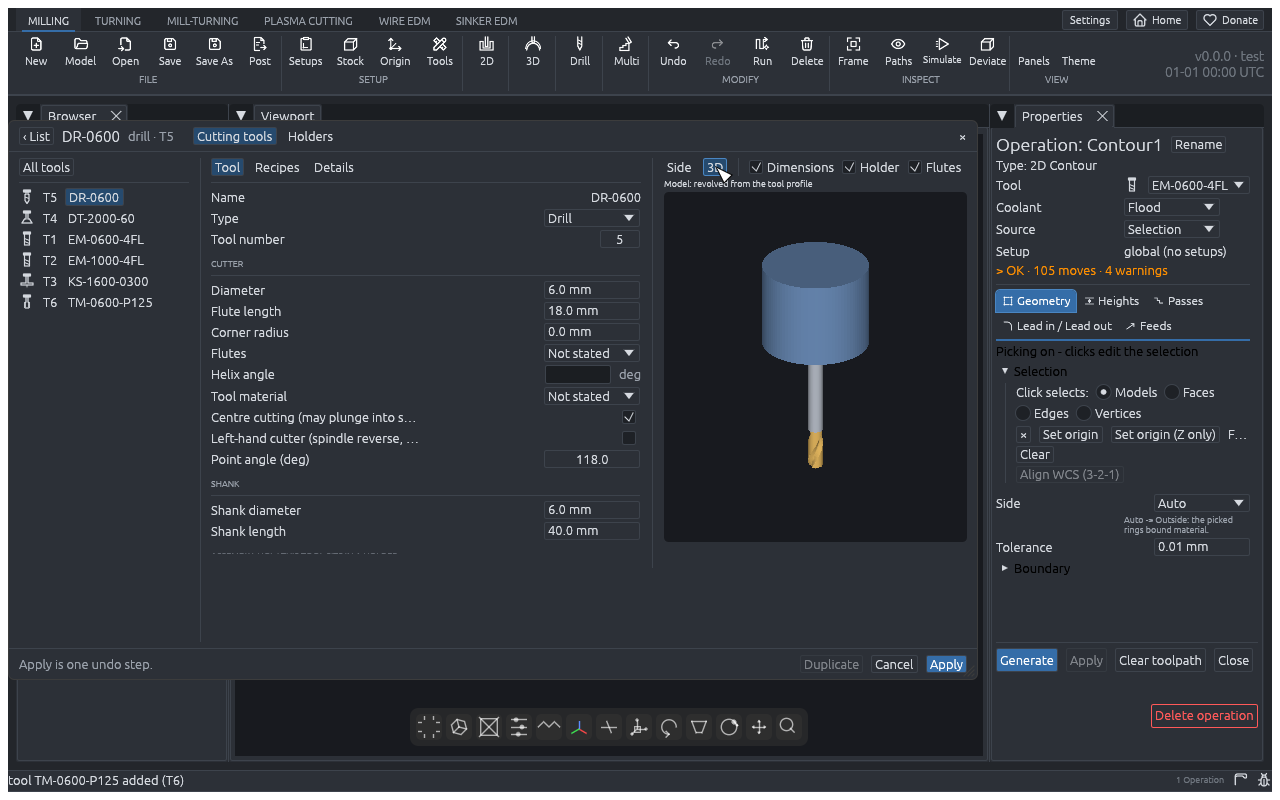 MILLING TURNING MILL-TURNING PLASMA CUTTING WIRE EDM SINKER EDM Settings Home Donate
New Model Open Save Save As Post Setups Stock Origin Tools 2D 3D Drill Multi Undo Redo Run Delete Frame Paths Simulate Deviate Panels Theme
FILE SETUP MODIFY INSPECT VIEW
v0.0.0 · test
01-01 00:00 UTC
Browser Viewport Properties
‹ List DR-0600 drill · T5 Cutting tools Holders ×
All tools
T5 DR-0600
T4 DT-2000-60
T1 EM-0600-4FL
T2 EM-1000-4FL
T3 KS-1600-0300
T6 TM-0600-P125
Tool Recipes Details
Name DR-0600
Type Drill
Tool number 5
CUTTER
Diameter 6.0 mm
Flute length 18.0 mm
Corner radius 0.0 mm
Flutes Not stated
Helix angle deg
Tool material Not stated
Centre cutting (may plunge into s…
Left-hand cutter (spindle reverse, …
Point angle (deg) 118.0
SHANK
Shank diameter 6.0 mm
Shank length 40.0 mm
Side 3D Dimensions Holder Flutes
Model: revolved from the tool profile
Apply is one undo step. Duplicate Cancel Apply
Operation: Contour1 Rename
Type: 2D Contour
Tool EM-0600-4FL
Coolant Flood
Source Selection
Setup global (no setups)
> OK · 105 moves · 4 warnings
Geometry Heights Passes
Lead in / Lead out Feeds
Picking on - clicks edit the selection
Selection
Click selects: Models Faces
Edges Vertices
× Set origin Set origin (Z only) F…
Clear
Align WCS (3-2-1)
Side Auto
Auto -> Outside: the picked
rings bound material.
Tolerance 0.01 mm
Boundary
Generate Apply Clear toolpath Close
Delete operation
tool TM-0600-P125 added (T6) 1 Operation